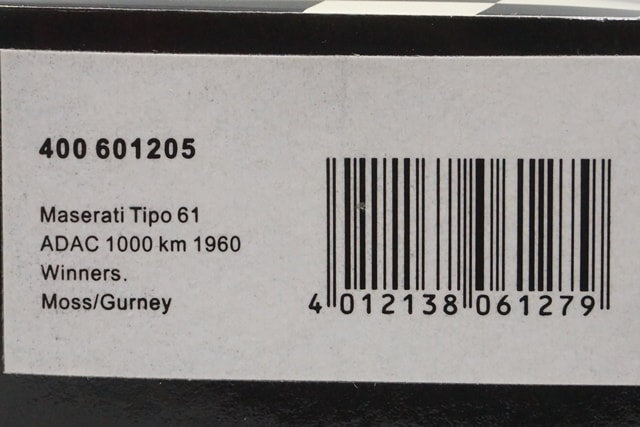 400 601205
Maserati Tipo 61
ADAC 1000 km 1960
Winners.
Moss/Gurney
4 012138 061279